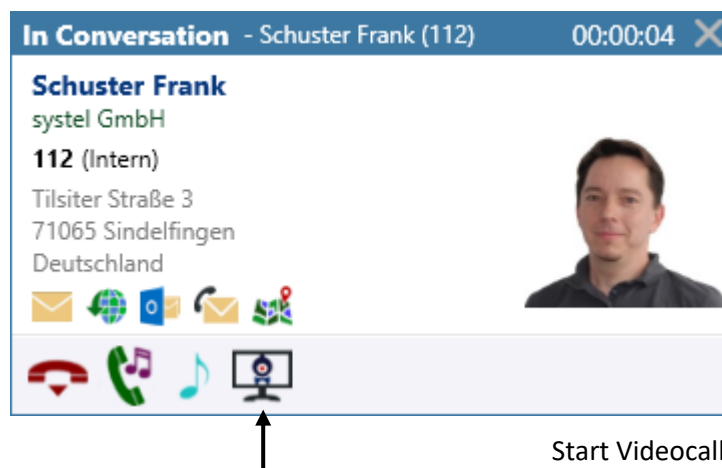 In Conversation - Schuster Frank (112) 00:00:04
Schuster Frank
systel GmbH
112 (Intern)
Tilsiter Straße 3
71065 Sindelfingen
Deutschland
Start Videocall